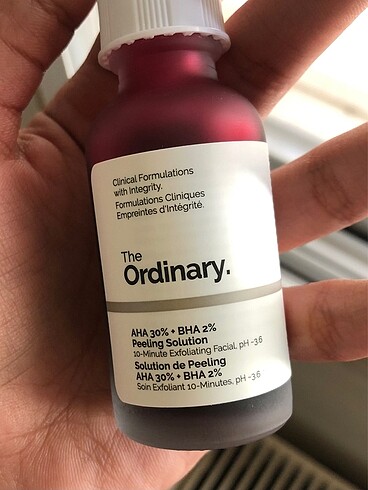 Clinical Formulations
with Integrity.
Formulations Cliniques
Empreintes d'Intégrité.
The
Ordinary.
AHA 30% + BHA 2%
Peeling Solution
10-Minute Exfoliating Facial, pH ~3.6
Solution de Peeling
AHA 30% + BHA 2%
Soin Exfoliant 10-Minutes, pH ~3.6